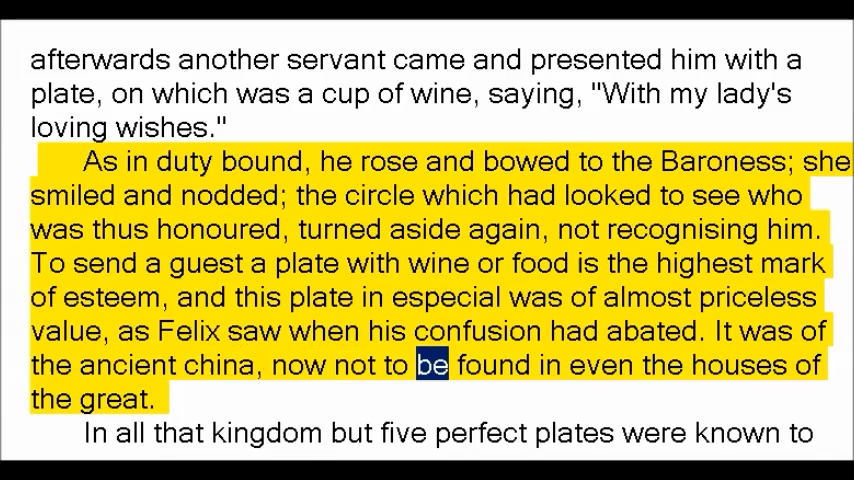 afterwards another servant came and presented him with a
plate, on which was a cup of wine, saying, "With my lady's
loving wishes."
As in duty bound, he rose and bowed to the Baroness; she
smiled and nodded; the circle which had looked to see who
was thus honoured, turned aside again, not recognising him.
To send a guest a plate with wine or food is the highest mark
of esteem, and this plate in especial was of almost priceless
value, as Felix saw when his confusion had abated. It was of
the ancient china, now not to be found in even the houses of
the great.
In all that kingdom but five perfect plates were known to